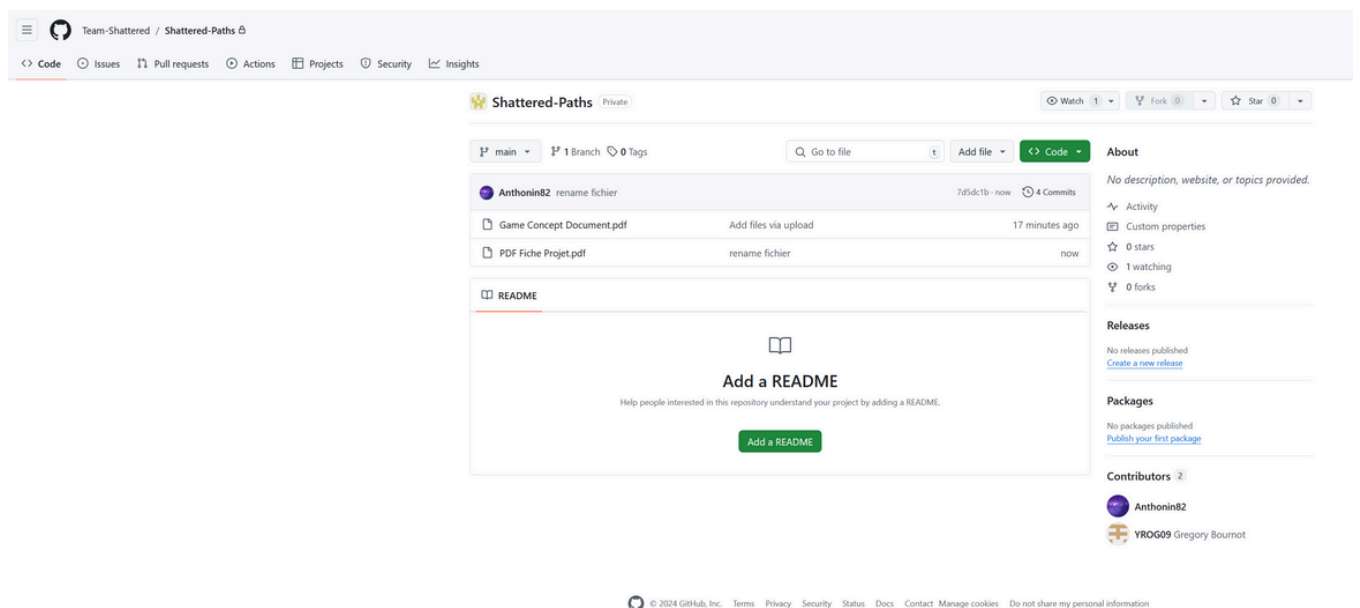 Team-Shattered / Shattered-Paths
Code Issues Pull requests Actions Projects Security Insights
Shattered-Paths Private
Watch 1 Fork 0 Star 0
main 1 Branch 0 Tags Go to file t Add file Code
Anthonin82 rename fichier 7d5dc1b · now 4 Commits
Game Concept Document.pdf Add files via upload 17 minutes ago
PDF Fiche Projet.pdf rename fichier now
README
Add a README
Help people interested in this repository understand your project by adding a README.
Add a README
About
No description, website, or topics provided.
Activity
Custom properties
0 stars
1 watching
0 forks
Releases
No releases published
Create a new release
Packages
No packages published
Publish your first package
Contributors 2
Anthonin82
YROG09 Gregory Bournot
© 2024 GitHub, Inc. Terms Privacy Security Status Docs Contact Manage cookies Do not share my personal information